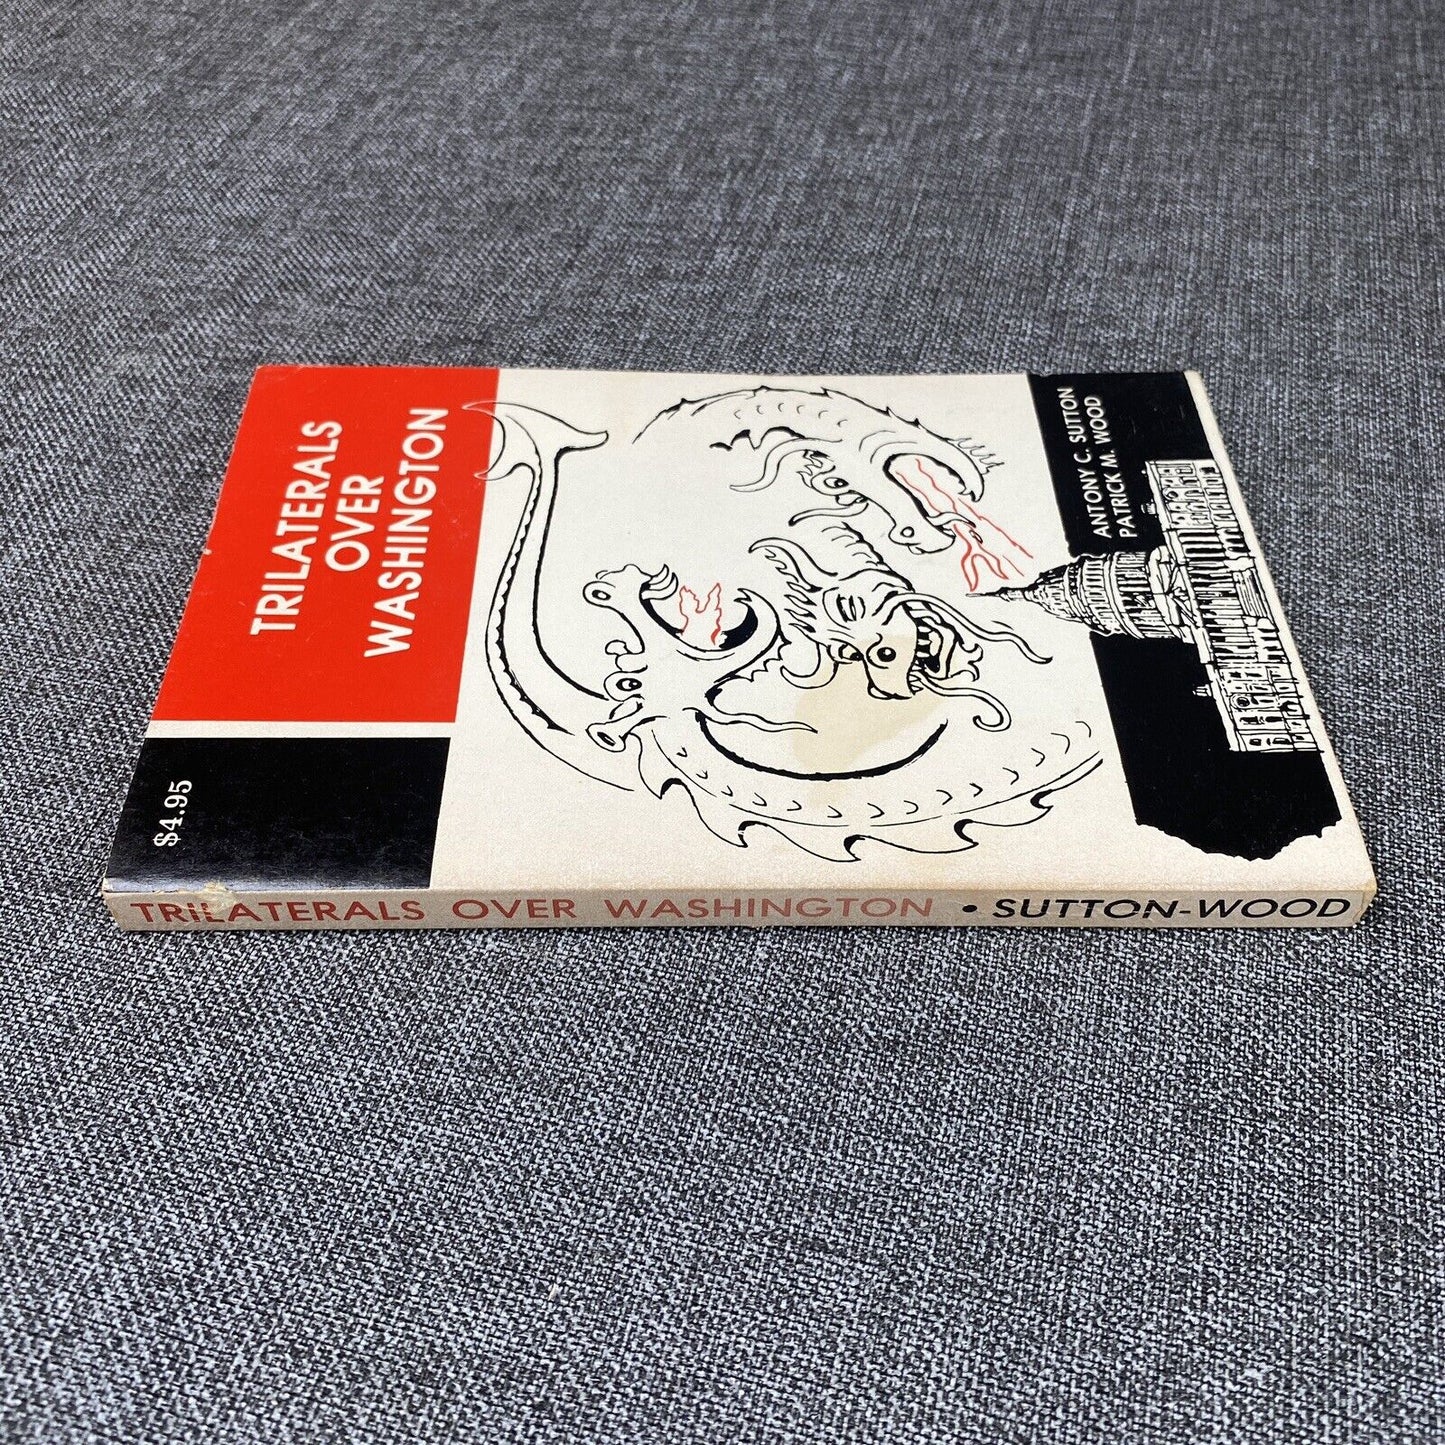 TRILATERALS
OVER
WASHINGTON
$4.95
ANTONY C. SUTTON
PATRICK M. WOOD
TRILATERALS OVER WASHINGTON • SUTTON-WOOD